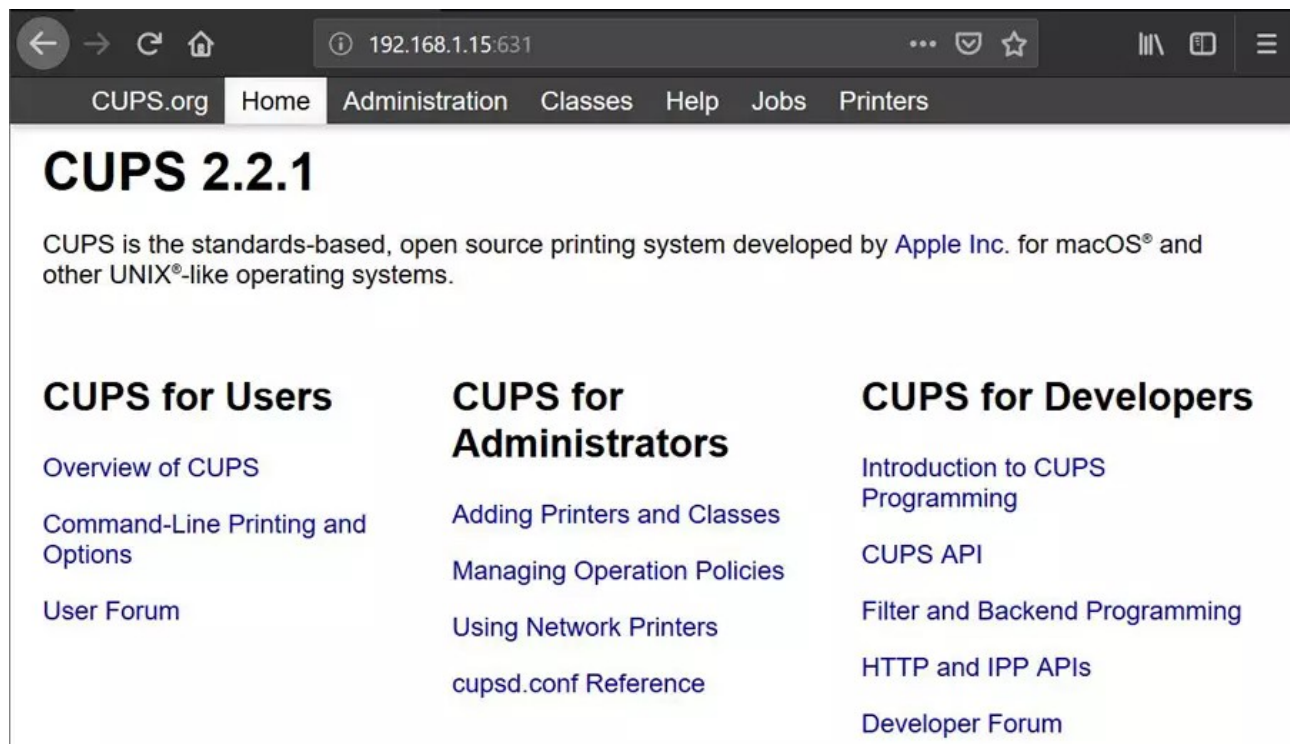 192.168.1.15:631
CUPS.org Home Administration Classes Help Jobs Printers
CUPS 2.2.1
CUPS is the standards-based, open source printing system developed by Apple Inc. for macOS® and
other UNIX®-like operating systems.
CUPS for Users
Overview of CUPS
Command-Line Printing and
Options
User Forum
CUPS for
Administrators
Adding Printers and Classes
Managing Operation Policies
Using Network Printers
cupsd.conf Reference
CUPS for Developers
Introduction to CUPS
Programming
CUPS API
Filter and Backend Programming
HTTP and IPP APIs
Developer Forum